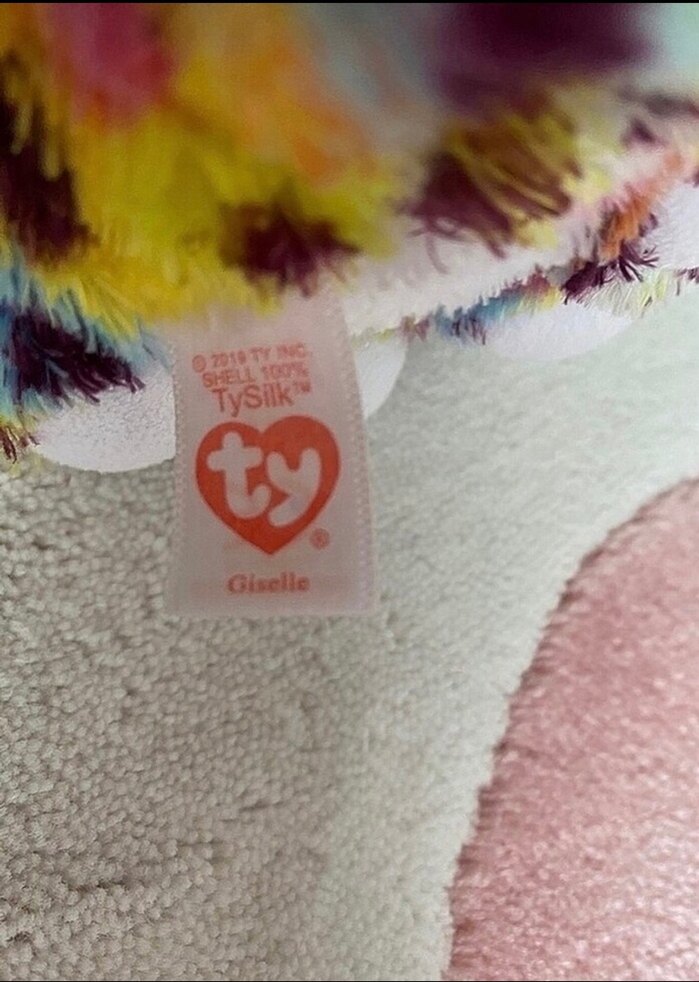 © 2019 TY INC.
SHELL 100%
TySilk™
ty®
Giselle